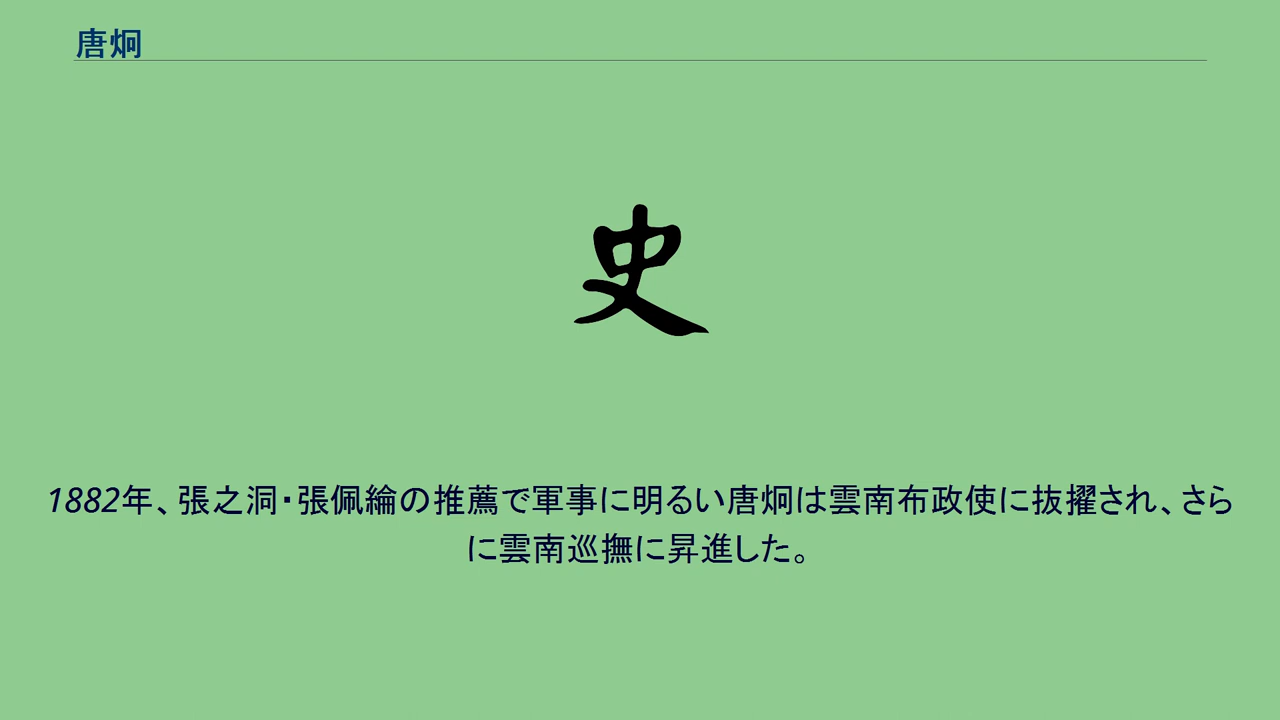 唐炯
史
1882年、張之洞・張佩綸の推薦で軍事に明るい唐炯は雲南布政使に抜擢され、さら
に雲南巡撫に昇進した。